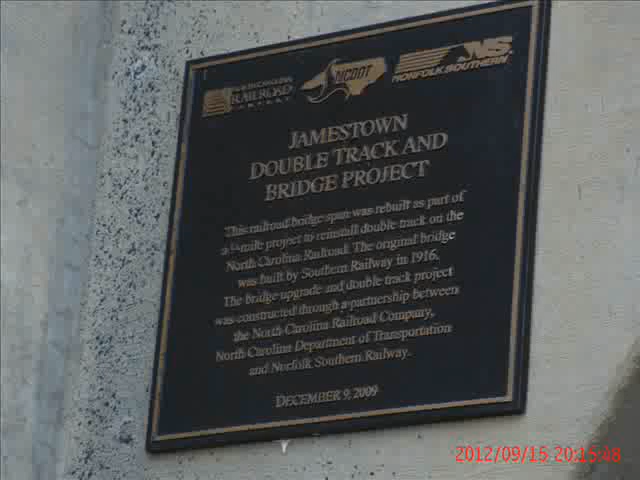 NORTH CAROLINA
RAILROAD
COMPANY
NCDOT
NS
NORFOLK SOUTHERN
JAMESTOWN
DOUBLE TRACK AND
BRIDGE PROJECT
This railroad bridge span was rebuilt as part of
mile project to reinstall double track on the
North Carolina Railroad. The original bridge
was built by Southern Railway in 1916.
The bridge upgrade and double track project
was constructed through a partnership between
the North Carolina Railroad Company,
North Carolina Department of Transportation
and Norfolk Southern Railway.
DECEMBER 9, 2009
2012/09/15 20:15:48